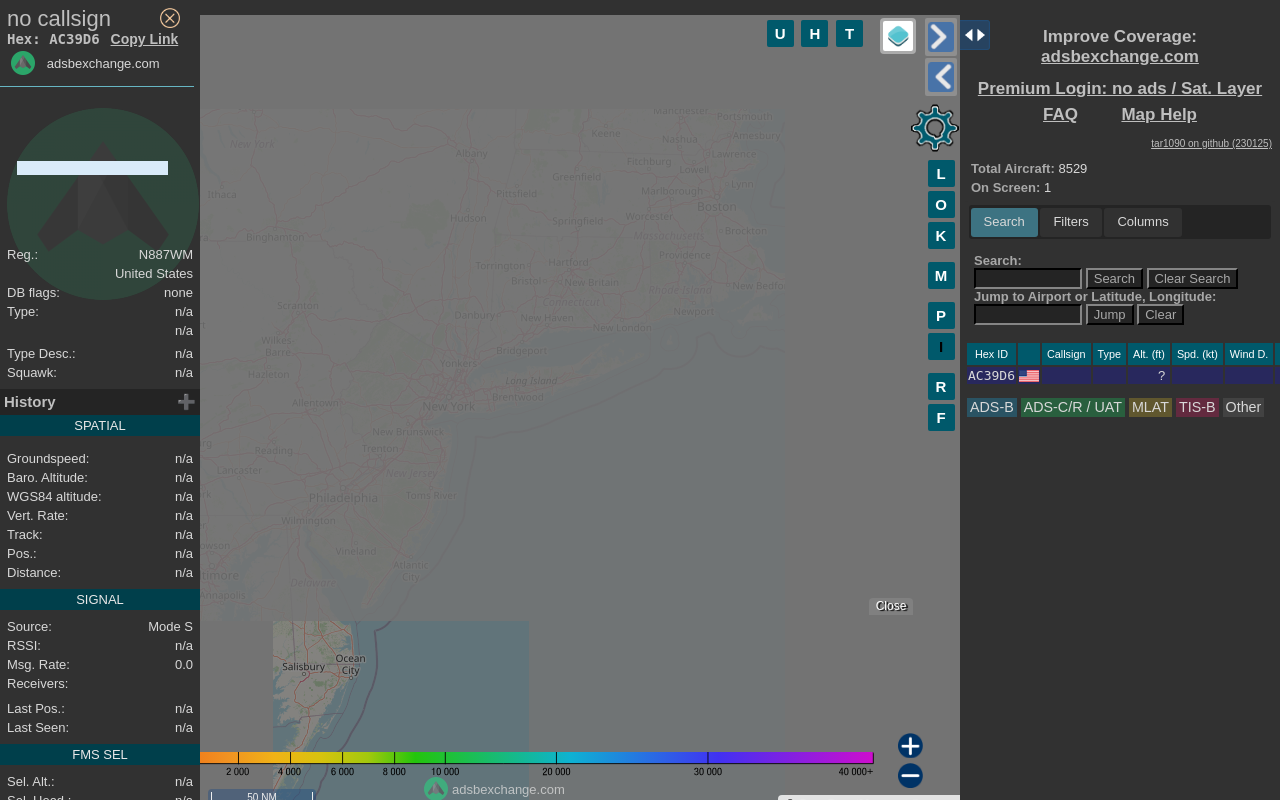 no callsign
Hex: AC39D6 Copy Link
adsbexchange.com
Reg.: N887WM
United States
DB flags: none
Type: n/a
n/a
Type Desc.: n/a
Squawk: n/a
History
SPATIAL
Groundspeed: n/a
Baro. Altitude: n/a
WGS84 altitude: n/a
Vert. Rate: n/a
Track: n/a
Pos.: n/a
Distance: n/a
SIGNAL
Source: Mode S
RSSI: n/a
Msg. Rate: 0.0
Receivers:
Last Pos.: n/a
Last Seen: n/a
FMS SEL
Sel. Alt.: n/a
U H T
L
O
K
M
P
I
R
F
Manchester
Portsmouth
Keene
Nashua
Amesbury
New York
Albany
Fitchburg
Lawrence
Greenfield
Lowell
Ithaca
Pittsfield
Marlborough
Lynn
Hudson
Springfield
Worcester
Boston
Binghamton
Massachusetts
Brockton
Torrington
Hartford
Providence
Bristol
New Britain
Rhode Island
New Bedfo
Scranton
Connecticut
Danbury
New Haven
Newport
Wilkes-
Barre
New London
Yonkers
Bridgeport
Hazleton
Long Island
Allentown
New York
Brentwood
New Brunswick
Reading
Trenton
Lancaster
New Jersey
Philadelphia
Toms River
Wilmington
Vineland
Atlantic
City
Delaware
Annapolis
Salisbury
Ocean
City
Close
2 000 4 000 6 000 8 000 10 000 20 000 30 000 40 000+
adsbexchange.com
50 NM
Improve Coverage:
adsbexchange.com
Premium Login: no ads / Sat. Layer
FAQ Map Help
tar1090 on github (230125)
Total Aircraft: 8529
On Screen: 1
Search Filters Columns
Search:
Search Clear Search
Jump to Airport or Latitude, Longitude:
Jump Clear
Hex ID Callsign Type Alt. (ft) Spd. (kt) Wind D.
AC39D6 ?
ADS-B ADS-C/R / UAT MLAT TIS-B Other